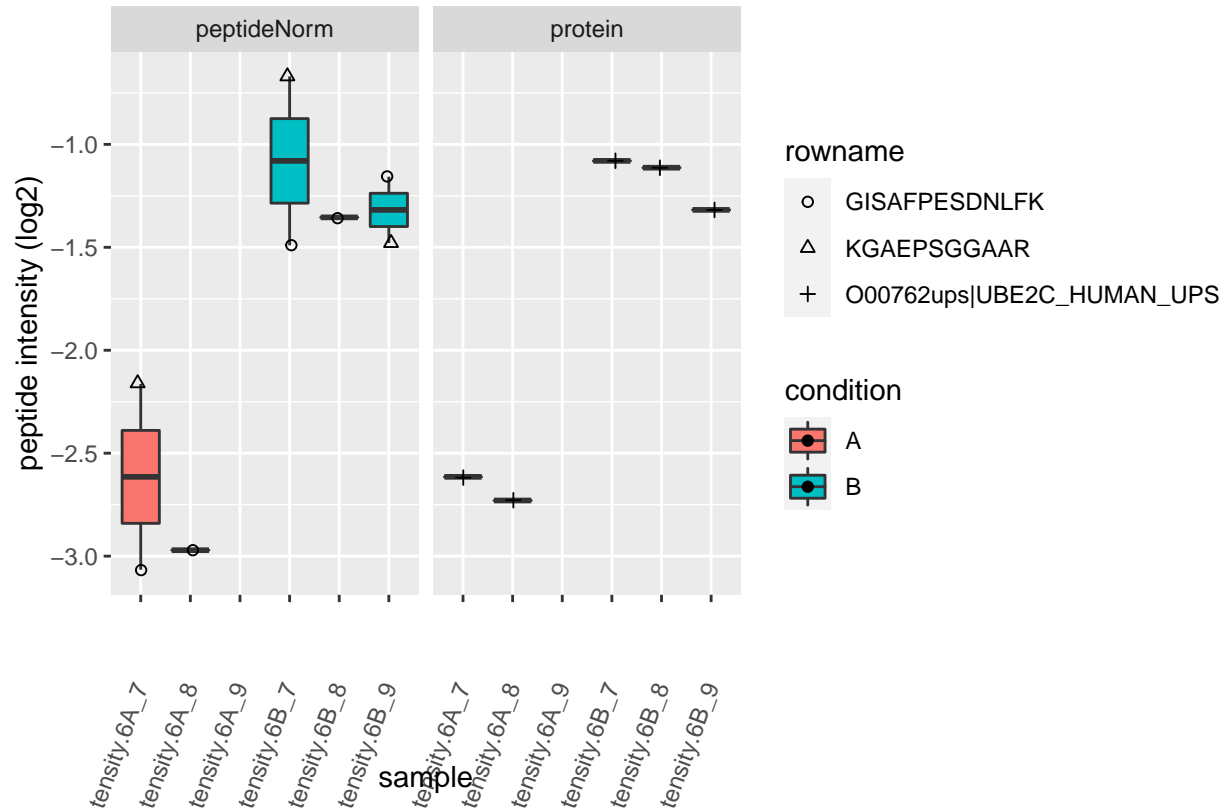 peptideNorm protein
peptide intensity (log2)
−1.0
−1.5
−2.0
−2.5
−3.0
tensity.6A_7
tensity.6A_8
tensity.6A_9
tensity.6B_7
tensity.6B_8
tensity.6B_9
tensity.6A_7
tensity.6A_8
tensity.6A_9
tensity.6B_7
tensity.6B_8
tensity.6B_9
sample
rowname
GISAFPESDNLFK
KGAEPSGGAAR
O00762ups|UBE2C_HUMAN_UPS
condition
A
B